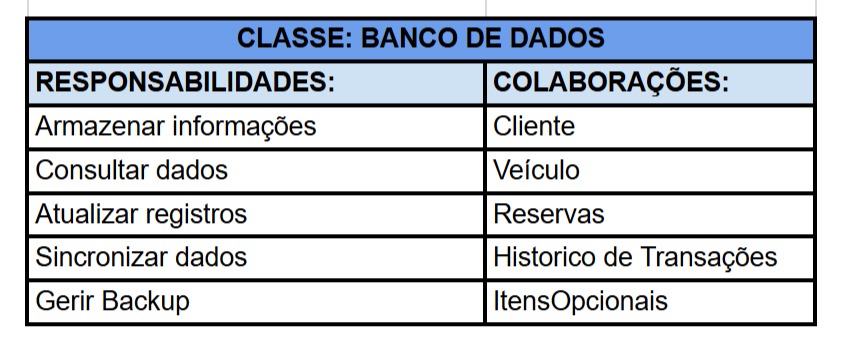 CLASSE: BANCO DE DADOS
RESPONSABILIDADES: COLABORAÇÕES:
Armazenar informações Cliente
Consultar dados Veículo
Atualizar registros Reservas
Sincronizar dados Historico de Transações
Gerir Backup ItensOpcionais